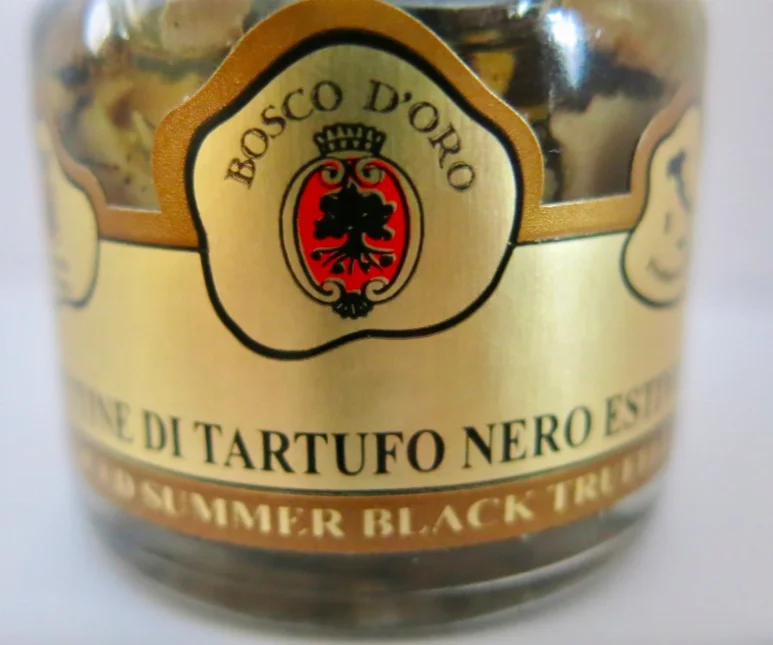 BOSCO D'ORO
DI TARTUFO NERO
SUMMER BLACK